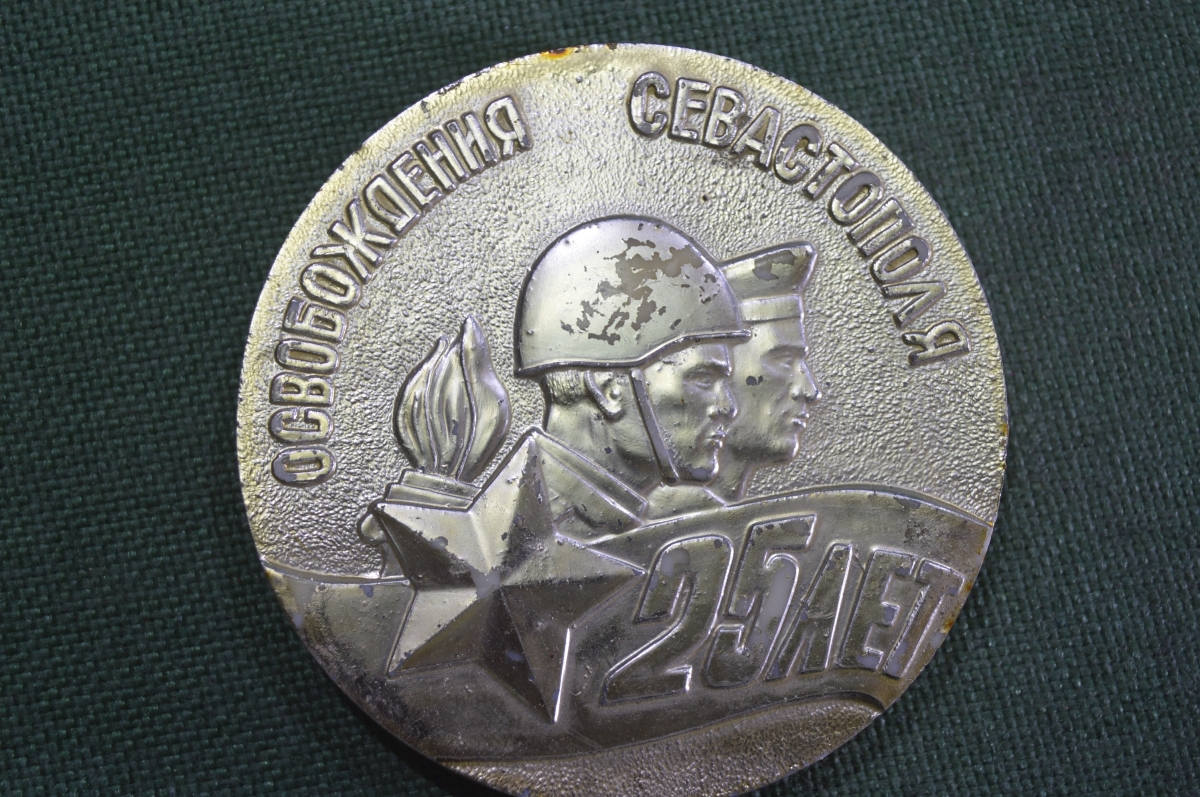 ОСВОБОЖДЕНИЯ СЕВАСТОПОЛЯ
25 ЛЕТ